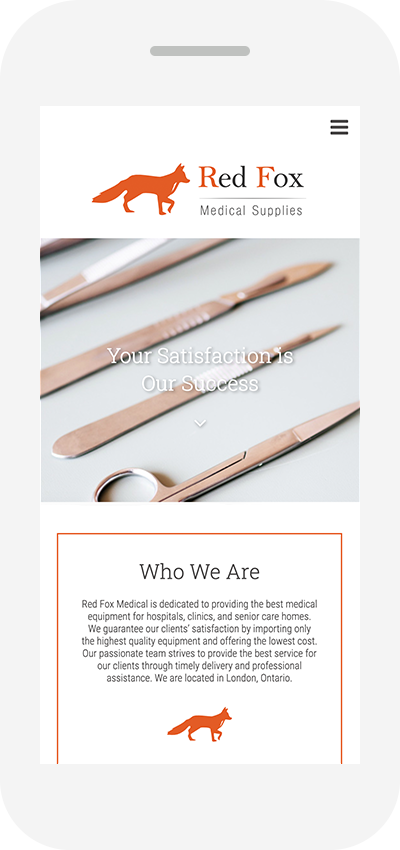 Red Fox
Medical Supplies
Your Satisfaction is
Our Success
Who We Are
Red Fox Medical is dedicated to providing the best medical
equipment for hospitals, clinics, and senior care homes.
We guarantee our clients' satisfaction by importing only
the highest quality equipment and offering the lowest cost.
Our passionate team strives to provide the best service for
our clients through timely delivery and professional
assistance. We are located in London, Ontario.